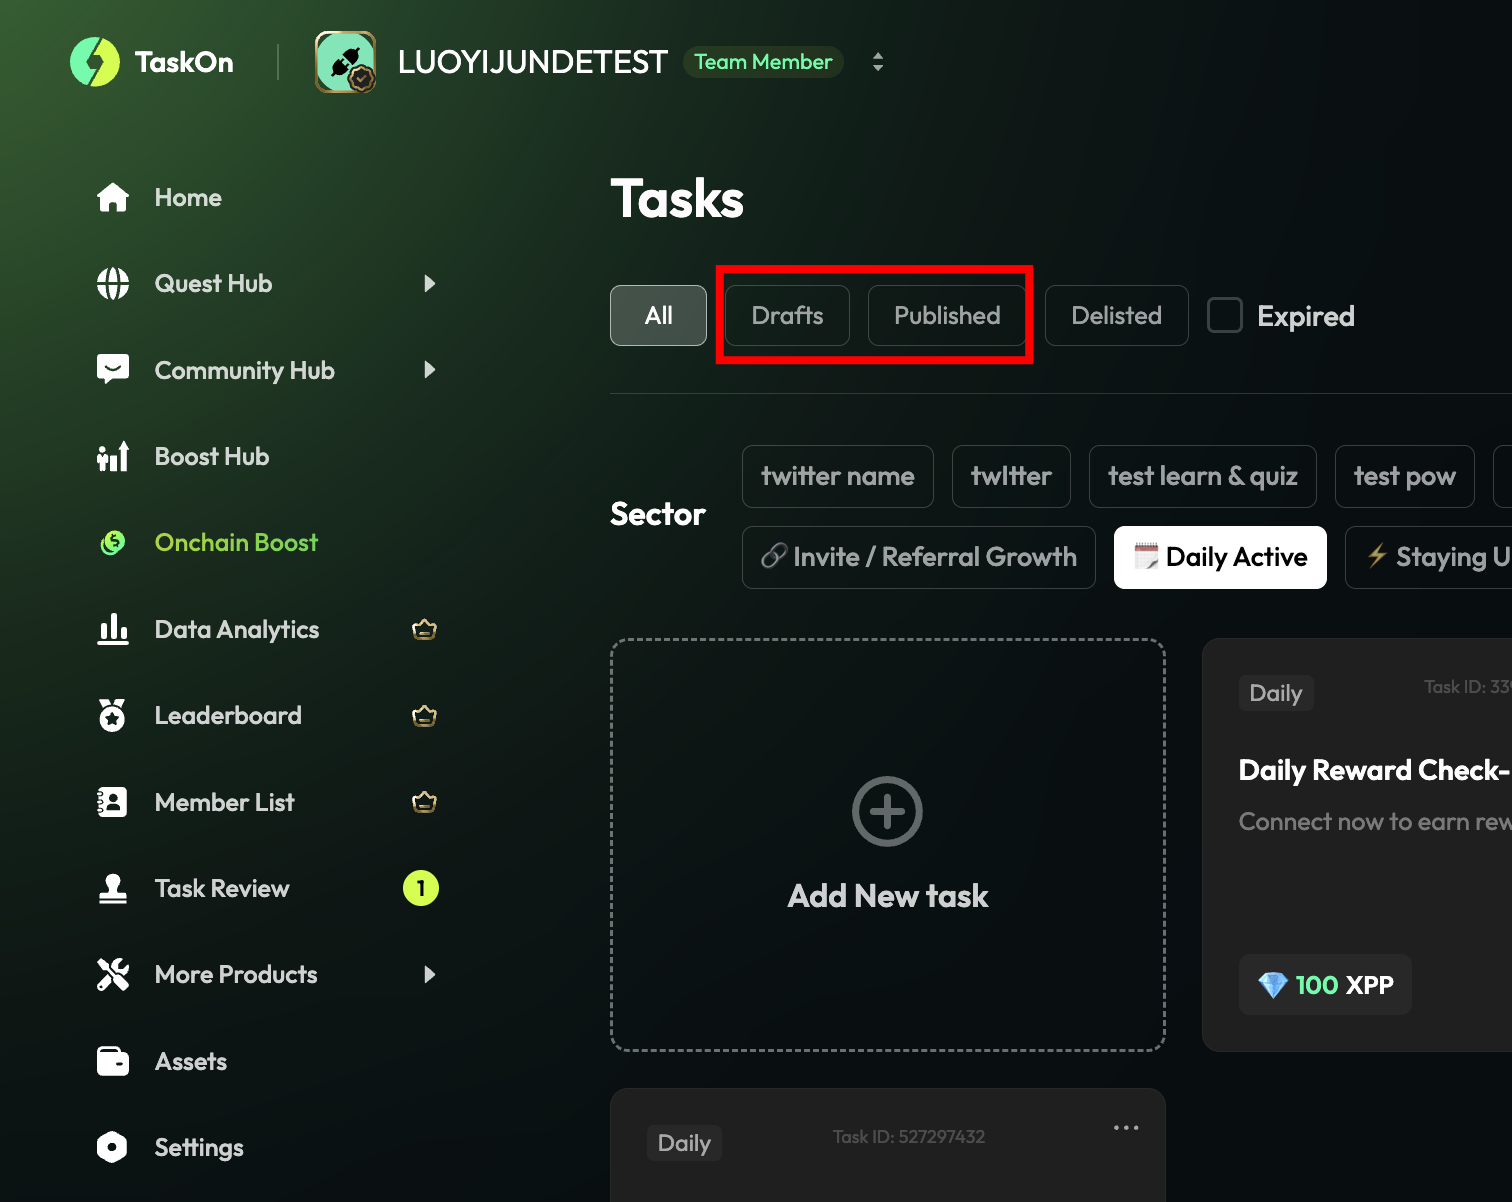 TaskOn
LUOYIJUNDETEST Team Member
Home
Quest Hub
Community Hub
Boost Hub
Onchain Boost
Data Analytics
Leaderboard
Member List
Task Review 1
More Products
Assets
Settings
Tasks
All Drafts Published Delisted Expired
Sector
twitter name twItter test learn & quiz test pow
Invite / Referral Growth Daily Active Staying U
Add New task
Daily Task ID: 339
Daily Reward Check-
Connect now to earn rew
100 XPP
Daily Task ID: 527297432